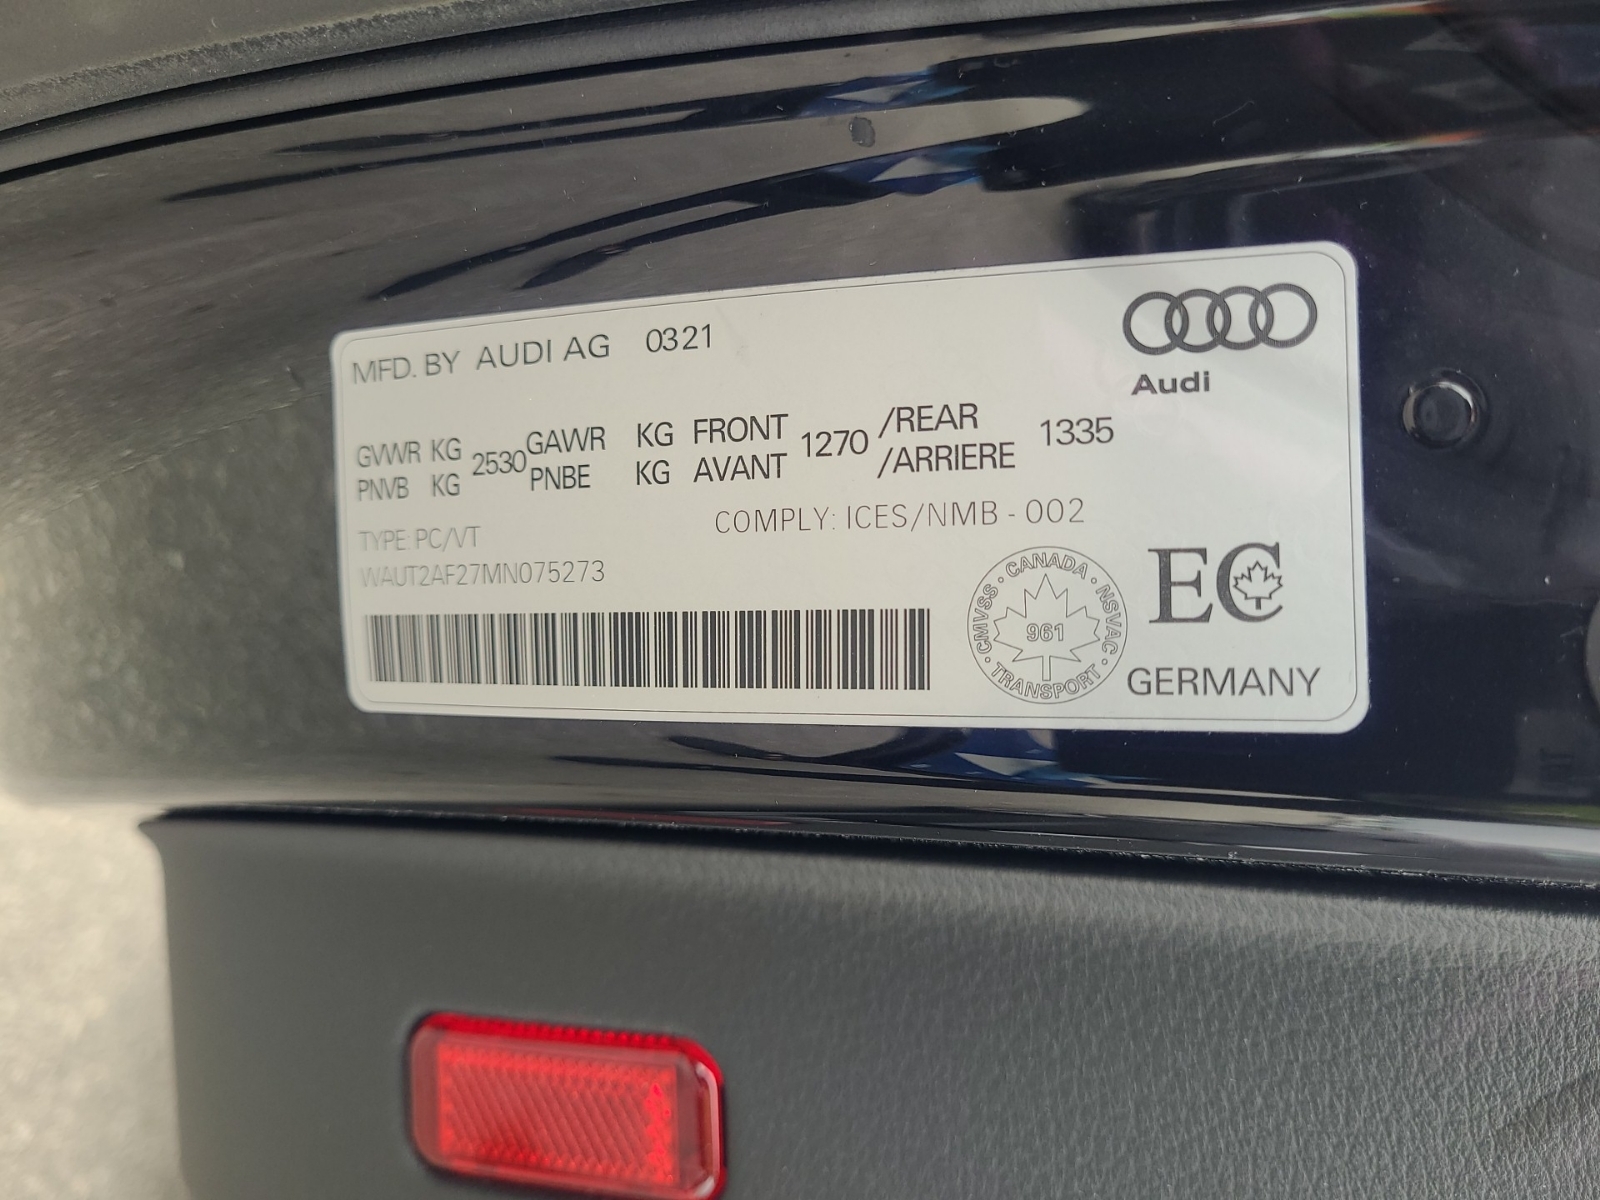 MFD. BY AUDI AG 0321
Audi
GVWR KG 2530 GAWR KG FRONT 1270 /REAR 1335
PNVB KG PNBE KG AVANT /ARRIERE
COMPLY: ICES/NMB - 002
TYPE: PC/VT
WAUT2AF27MN075273
CMVSS · CANADA · NSVAC · TRANSPORT ·
961
EC
GERMANY